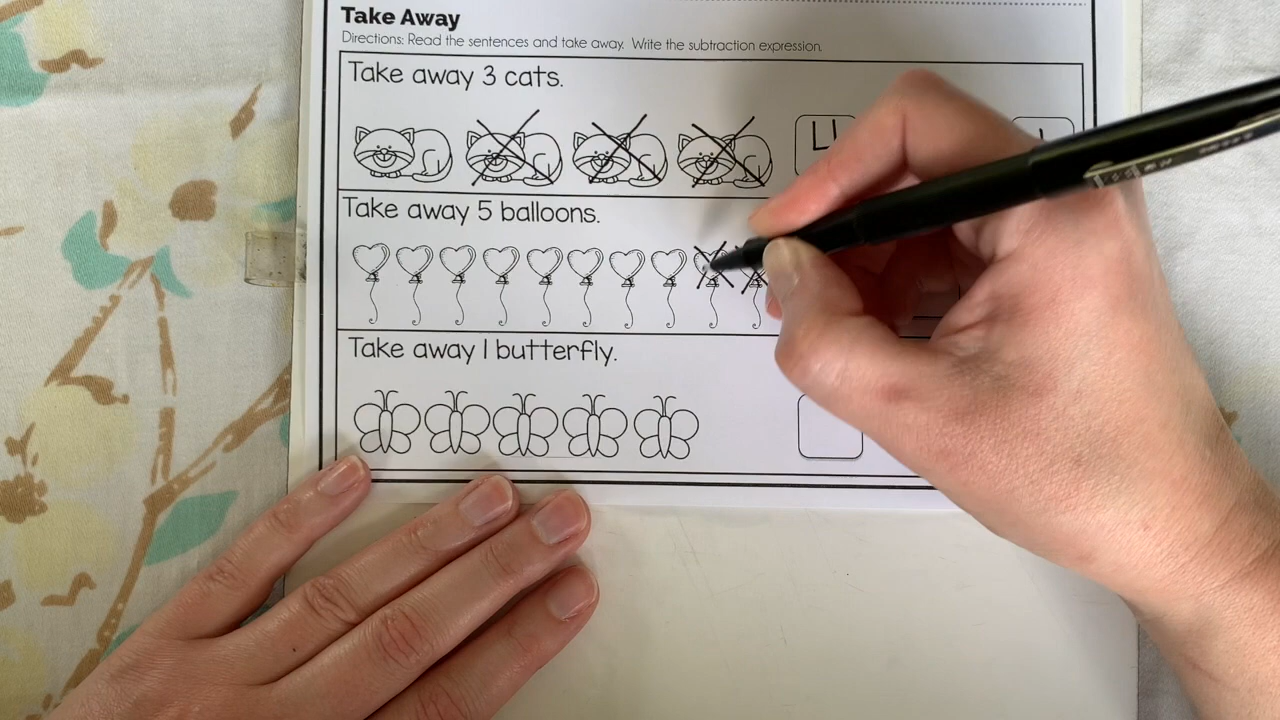 Take Away
Directions: Read the sentences and take away. Write the subtraction expression.
Take away 3 cats.
4
Take away 5 balloons.
Take away 1 butterfly.